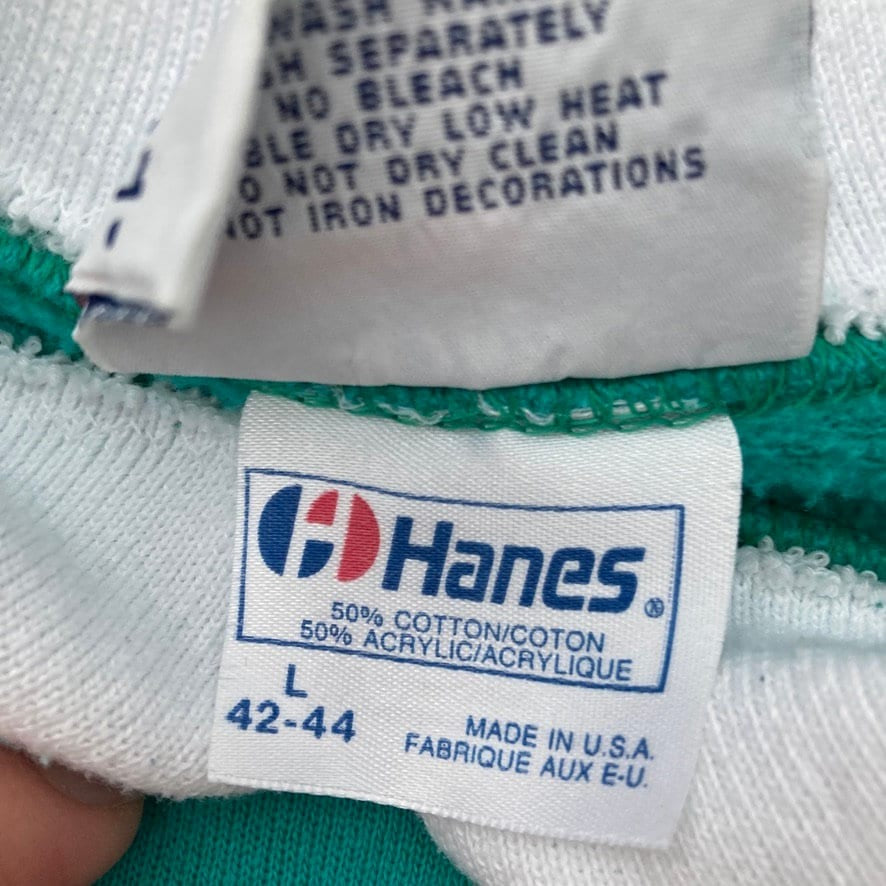 WASH
SEPARATELY
NO BLEACH
DRY LOW HEAT
NOT DRY CLEAN
IRON DECORATIONS
Hanes®
50% COTTON/COTON
50% ACRYLIC/ACRYLIQUE
L
42-44
MADE IN U.S.A.
FABRIQUE AUX E-U.